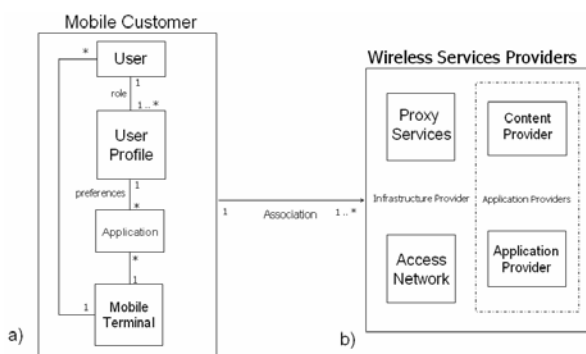 Mobile Customer
*
User
1
role
1..*
User
Profile
preferences
1
*
Application
*
1
1
Mobile
Terminal
a)
1
Association
1..*
Wireless Services Providers
Proxy
Services
Content
Provider
Infrastructure Provider
Application Providers
Access
Network
Application
Provider
b)